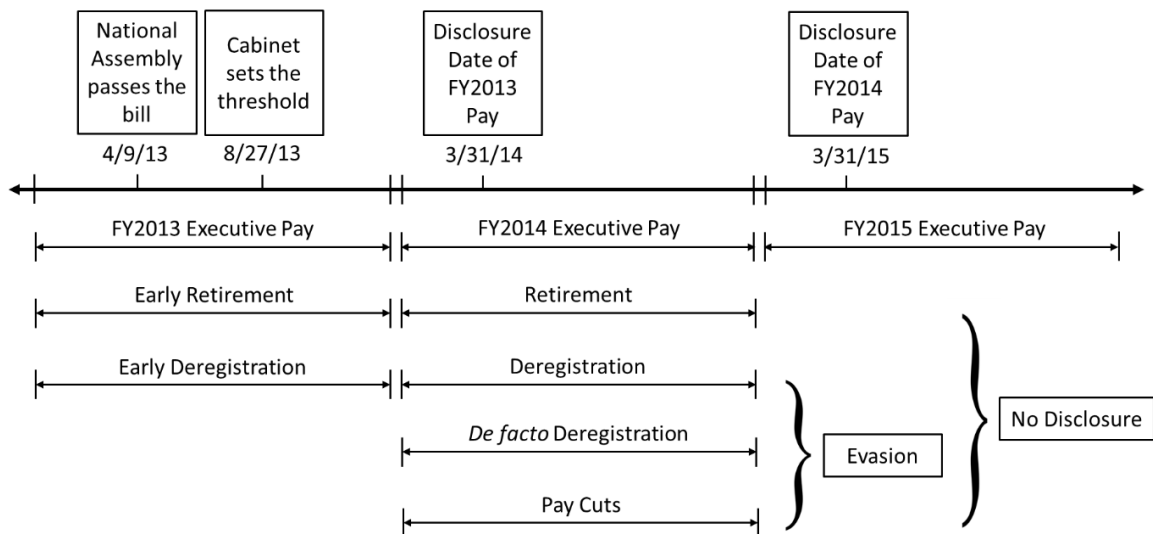 National
Assembly
passes the
bill
Cabinet
sets the
threshold
Disclosure
Date of
FY2013
Pay
Disclosure
Date of
FY2014
Pay
4/9/13
8/27/13
3/31/14
3/31/15
FY2013 Executive Pay
FY2014 Executive Pay
FY2015 Executive Pay
Early Retirement
Retirement
Early Deregistration
Deregistration
De facto Deregistration
Pay Cuts
Evasion
No Disclosure